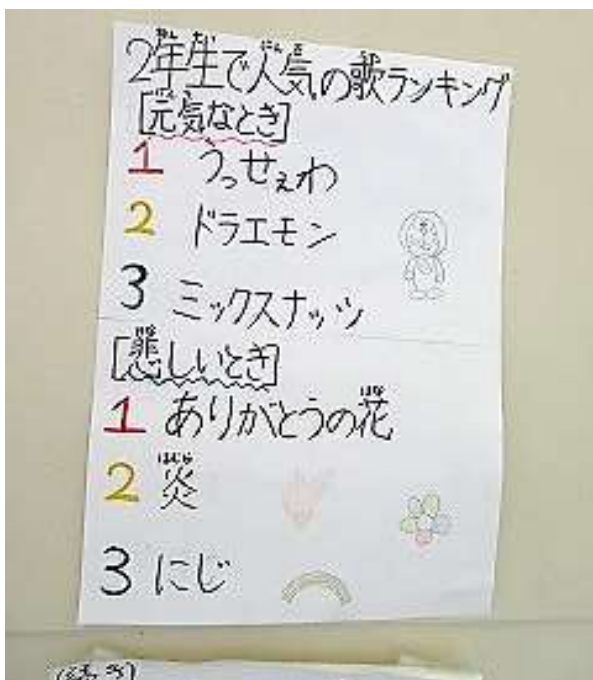 2年生で人気の歌ランキング
[元気なとき]
1 うっせぇわ
2 ドラエモン
3 ミックスナッツ
[悲しいとき]
1 ありがとうの花
2 炎
3 にじ